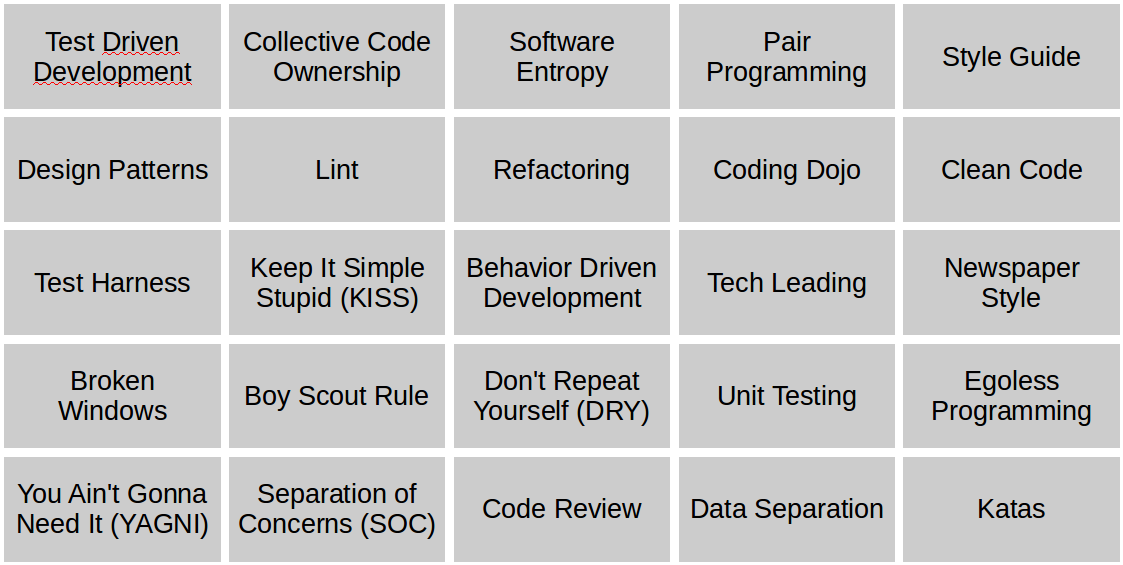 Test Driven
Development
Collective Code
Ownership
Software
Entropy
Pair
Programming
Style Guide
Design Patterns
Lint
Refactoring
Coding Dojo
Clean Code
Test Harness
Keep It Simple
Stupid (KISS)
Behavior Driven
Development
Tech Leading
Newspaper
Style
Broken
Windows
Boy Scout Rule
Don't Repeat
Yourself (DRY)
Unit Testing
Egoless
Programming
You Ain't Gonna
Need It (YAGNI)
Separation of
Concerns (SOC)
Code Review
Data Separation
Katas